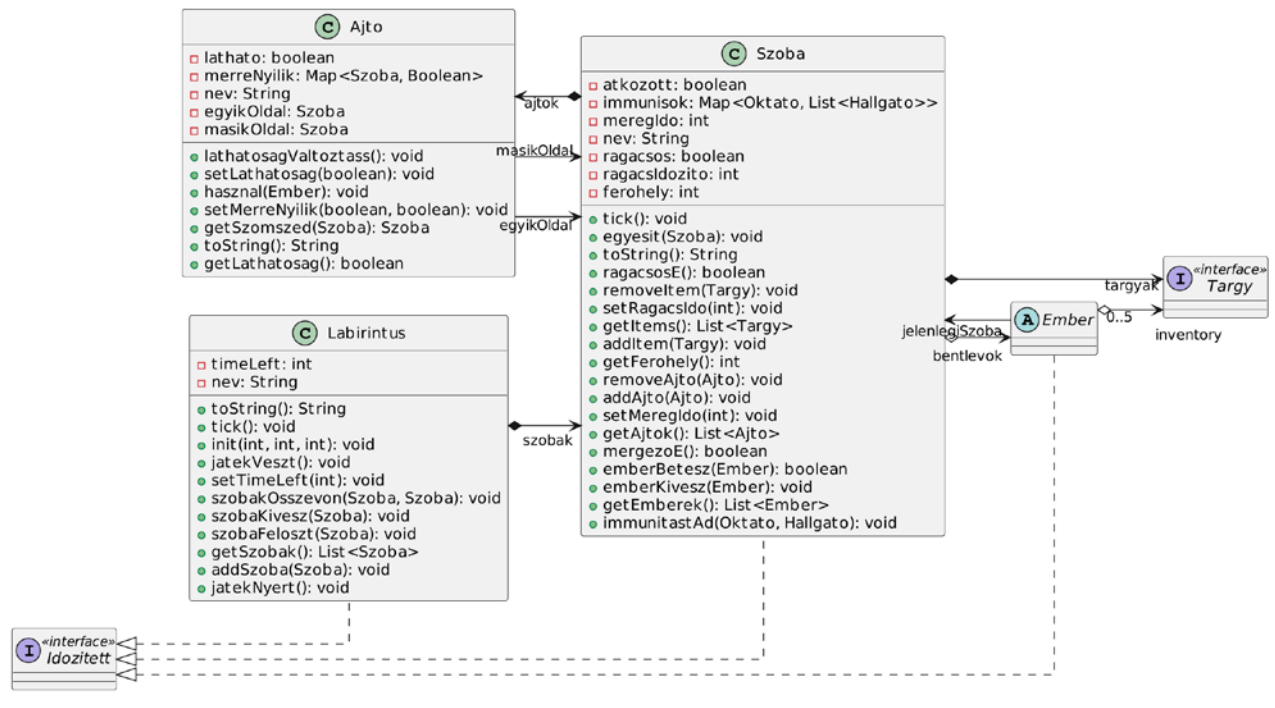 C Ajto
lathato: boolean
merreNyilik: Map<Szoba, Boolean>
nev: String
egyikOldal: Szoba
masikOldal: Szoba
lathatosagValtoztass(): void
setLathatosag(boolean): void
hasznal(Ember): void
setMerreNyilik(boolean, boolean): void
getSzomszed(Szoba): Szoba
toString(): String
getLathatosag(): boolean
ajtok
masikOldal
egyikOldal
C Szoba
atkozott: boolean
immunisok: Map<Oktato, List<Hallgato>>
meregIdo: int
nev: String
ragacsos: boolean
ragacsIdozito: int
ferohely: int
tick(): void
egyesit(Szoba): void
toString(): String
ragacsosE(): boolean
removeItem(Targy): void
setRagacsIdo(int): void
getItems(): List<Targy>
addItem(Targy): void
getFerohely(): int
removeAjto(Ajto): void
addAjto(Ajto): void
setMeregIdo(int): void
getAjtok(): List<Ajto>
mergezoE(): boolean
emberBetesz(Ember): boolean
emberKivesz(Ember): void
getEmberek(): List<Ember>
immunitastAd(Oktato, Hallgato): void
targyak
I «interface»
Targy
A Ember
0..5
inventory
jelenlegiSzoba
bentlevok
C Labirintus
timeLeft: int
nev: String
toString(): String
tick(): void
init(int, int, int): void
jatekVeszt(): void
setTimeLeft(int): void
szobakOsszevon(Szoba, Szoba): void
szobaKivesz(Szoba): void
szobaFeloszt(Szoba): void
getSzobak(): List<Szoba>
addSzoba(Szoba): void
jatekNyert(): void
szobak
I «interface»
Idozitett